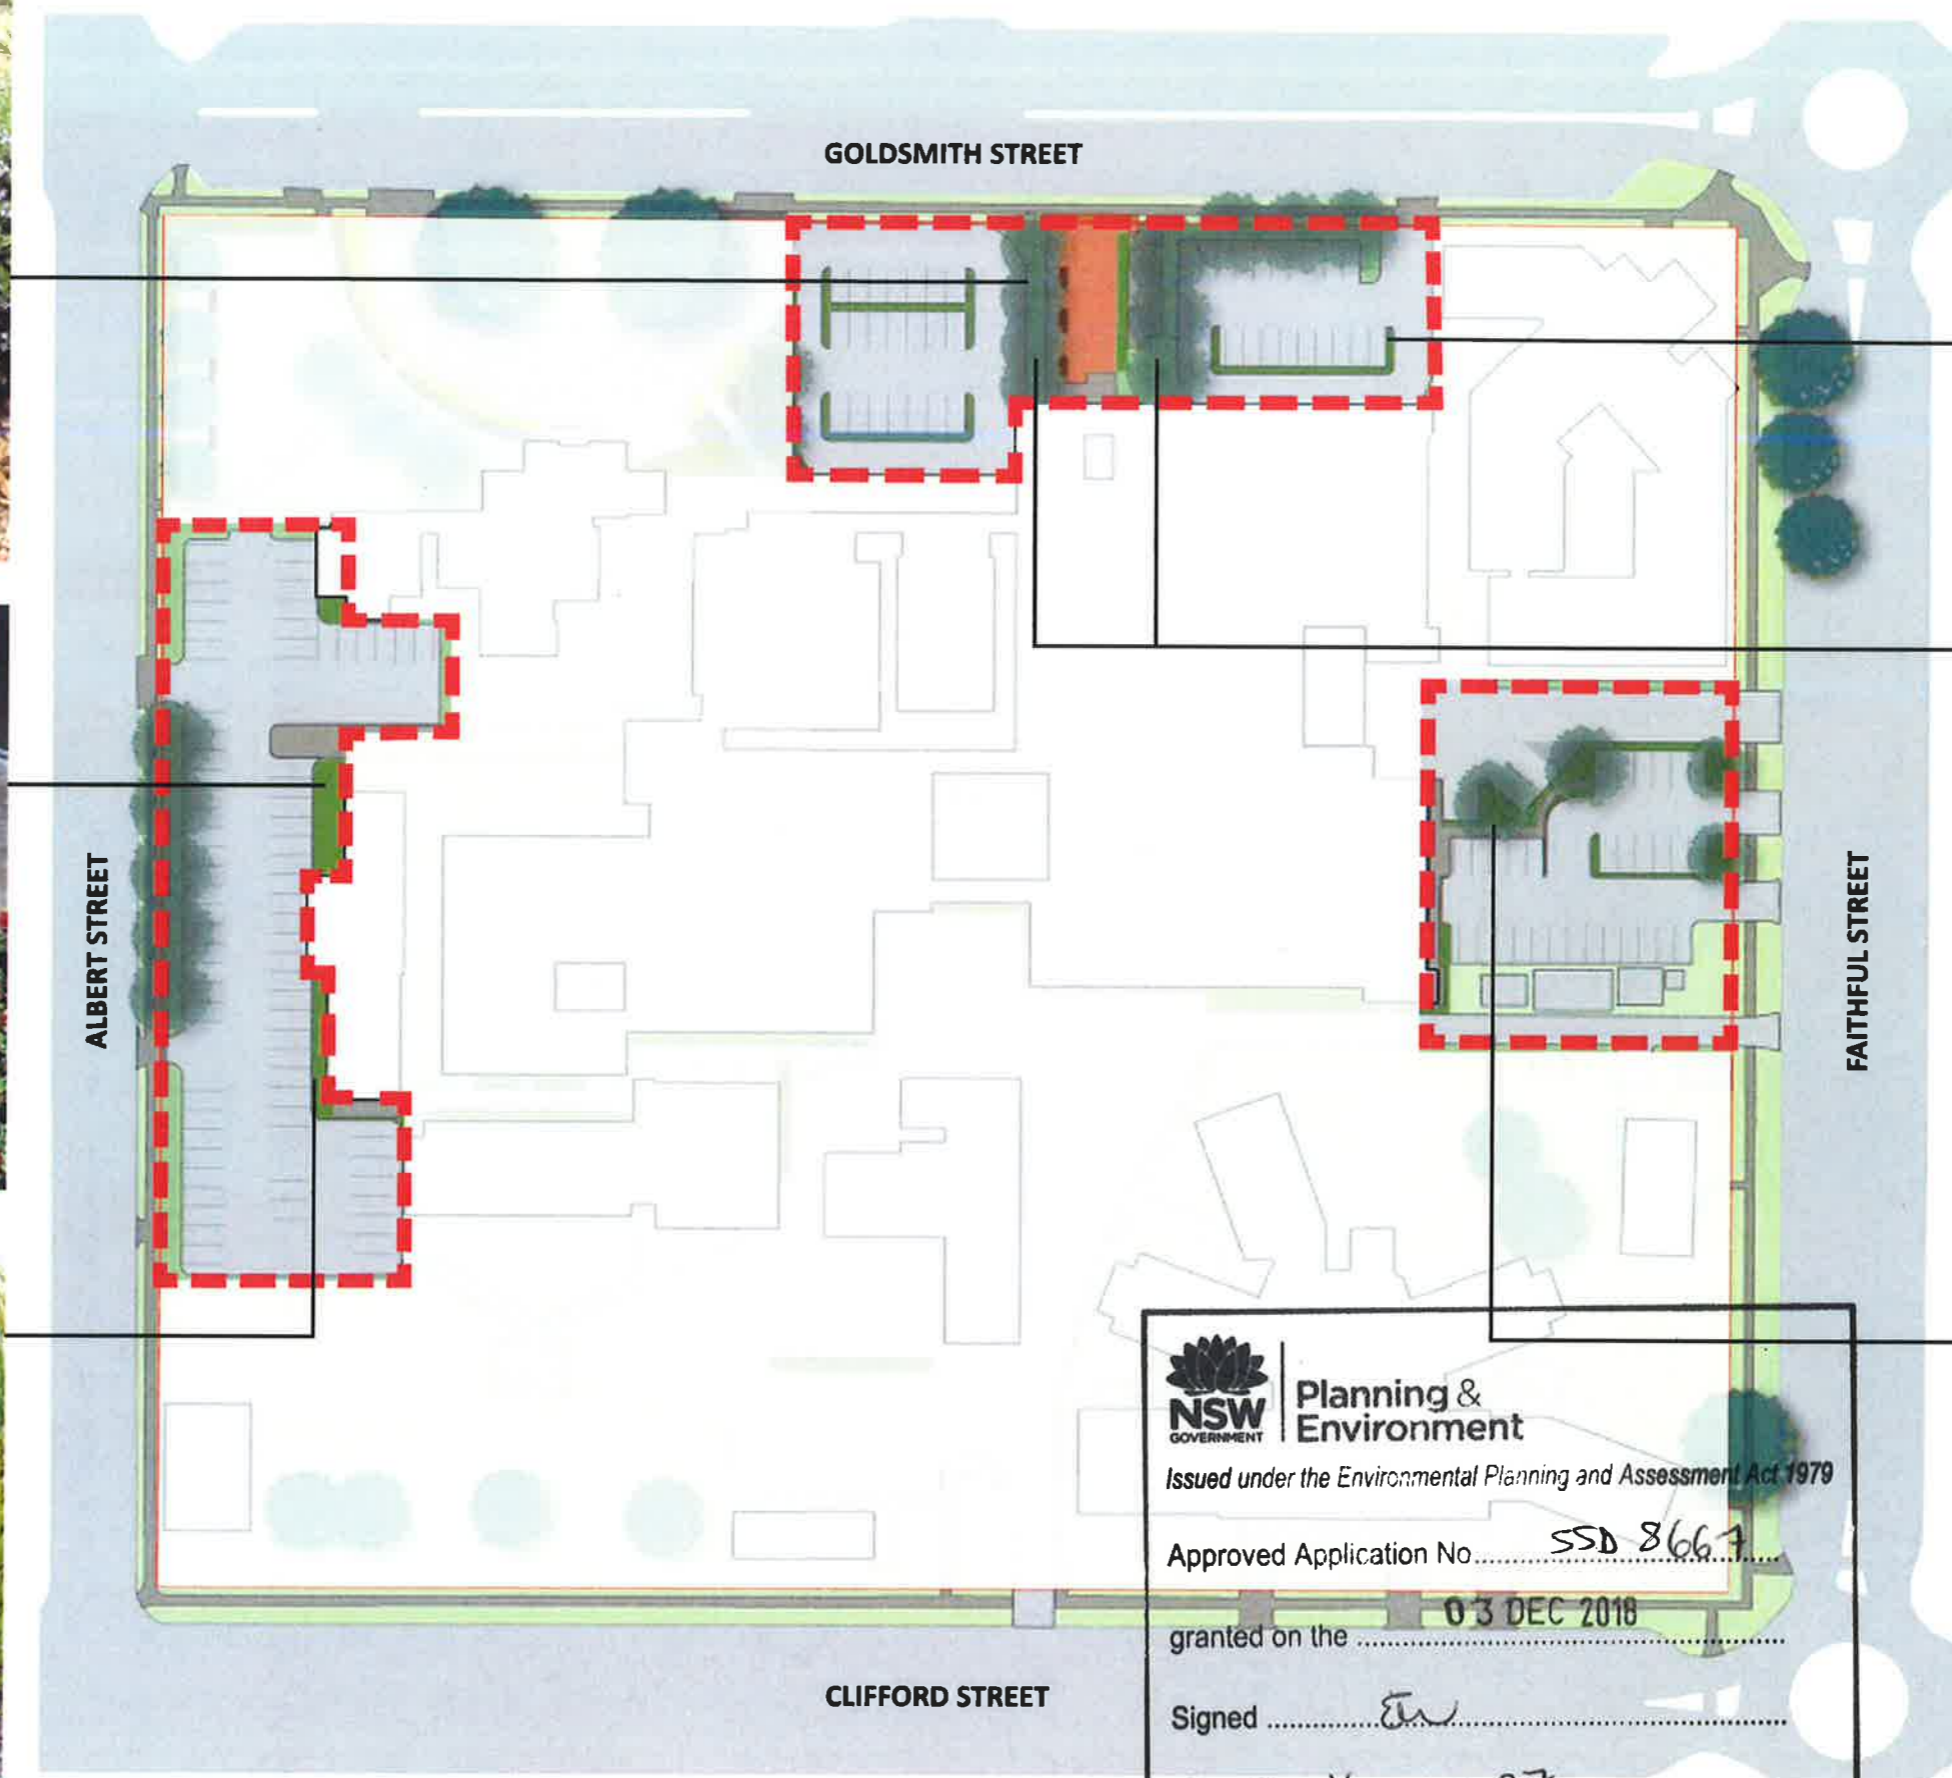 GOLDSMITH STREET
ALBERT STREET
FAITHFUL STREET
CLIFFORD STREET
NSW
GOVERNMENT
Planning &
Environment
Issued under the Environmental Planning and Assessment Act 1979
Approved Application No. SSD 8667
granted on the 03 DEC 2018
Signed